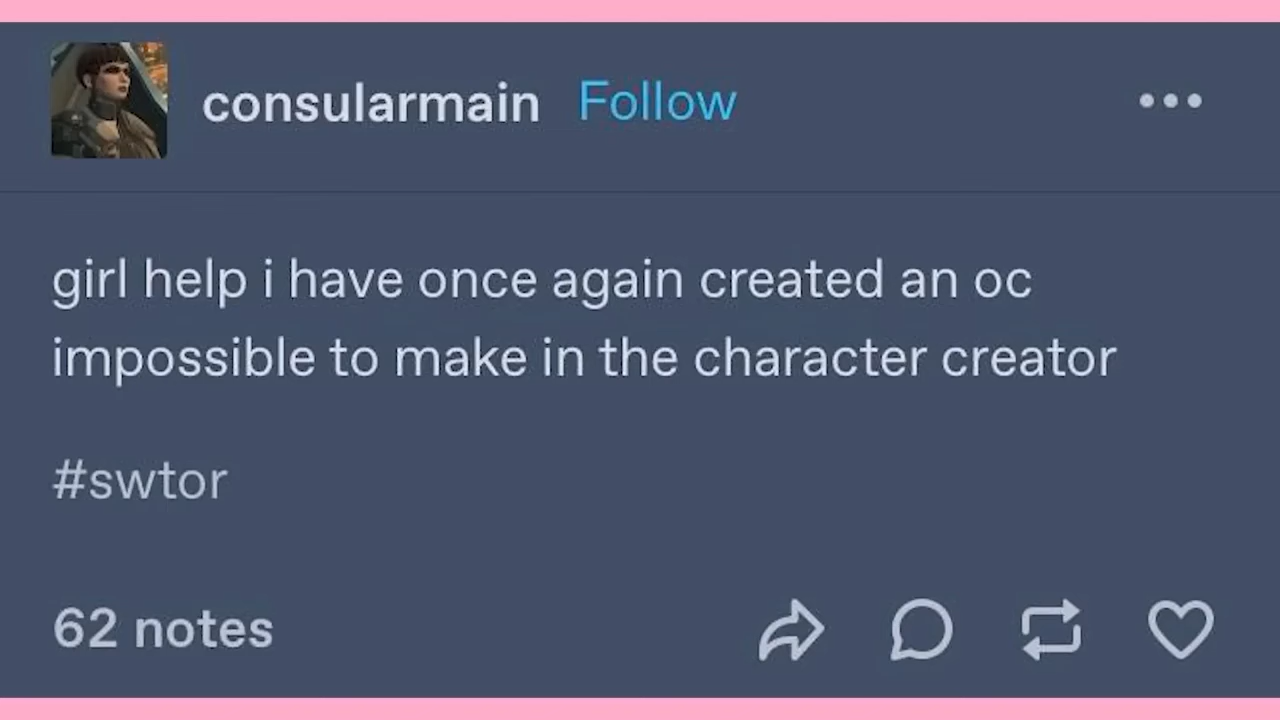 consularmain Follow
girl help i have once again created an oc
impossible to make in the character creator
#swtor
62 notes